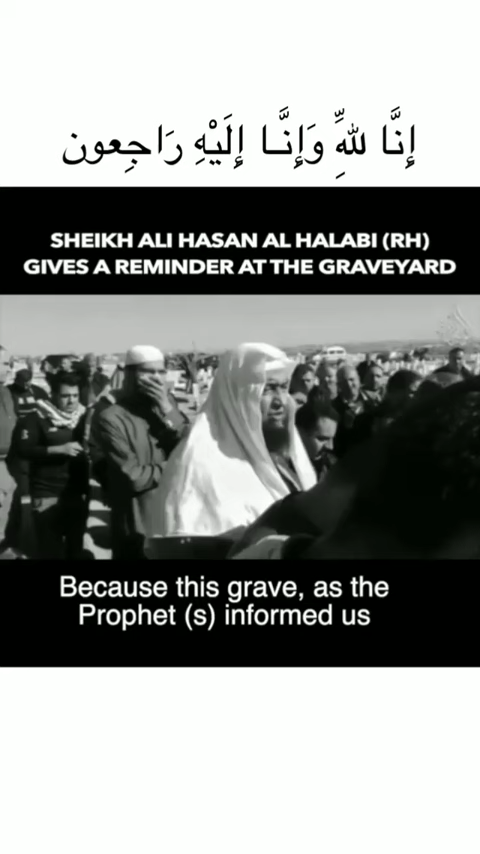 إِنَّا لِلَّهِ وَإِنَّـا إِلَيْهِ رَاجِعون
SHEIKH ALI HASAN AL HALABI (RH)
GIVES A REMINDER AT THE GRAVEYARD
Because this grave, as the
Prophet (s) informed us